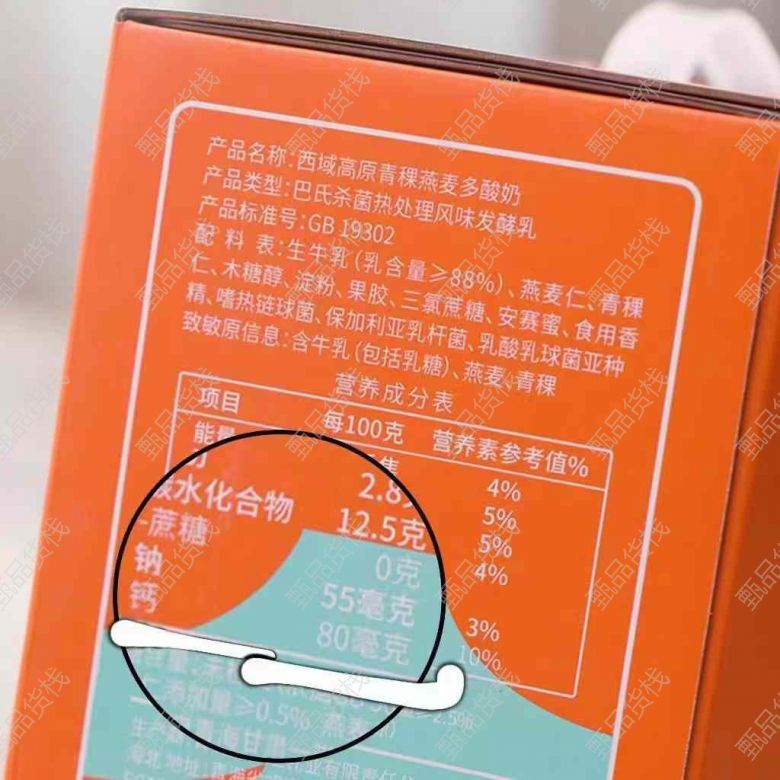 产品名称：西域高原青稞燕麦多酸奶
产品类型：巴氏杀菌热处理风味发酵乳
产品标准号：GB 19302
配 料 表：生牛乳（乳含量≥88%）、燕麦仁、青稞
仁、木糖醇、淀粉、果胶、三氯蔗糖、安赛蜜、食用香
精、嗜热链球菌、保加利亚乳杆菌、乳酸乳球菌亚种
致敏原信息：含牛乳（包括乳糖）、燕麦、青稞
营养成分表
项目 每100克 营养素参考值%
能量 4%
2.8 5%
水化合物 12.5克 5%
-蔗糖 0克 4%
钠 55毫克 3%
钙 80毫克 10%
≥2.5%
添加量≥0.5% 燕麦
甄品货栈